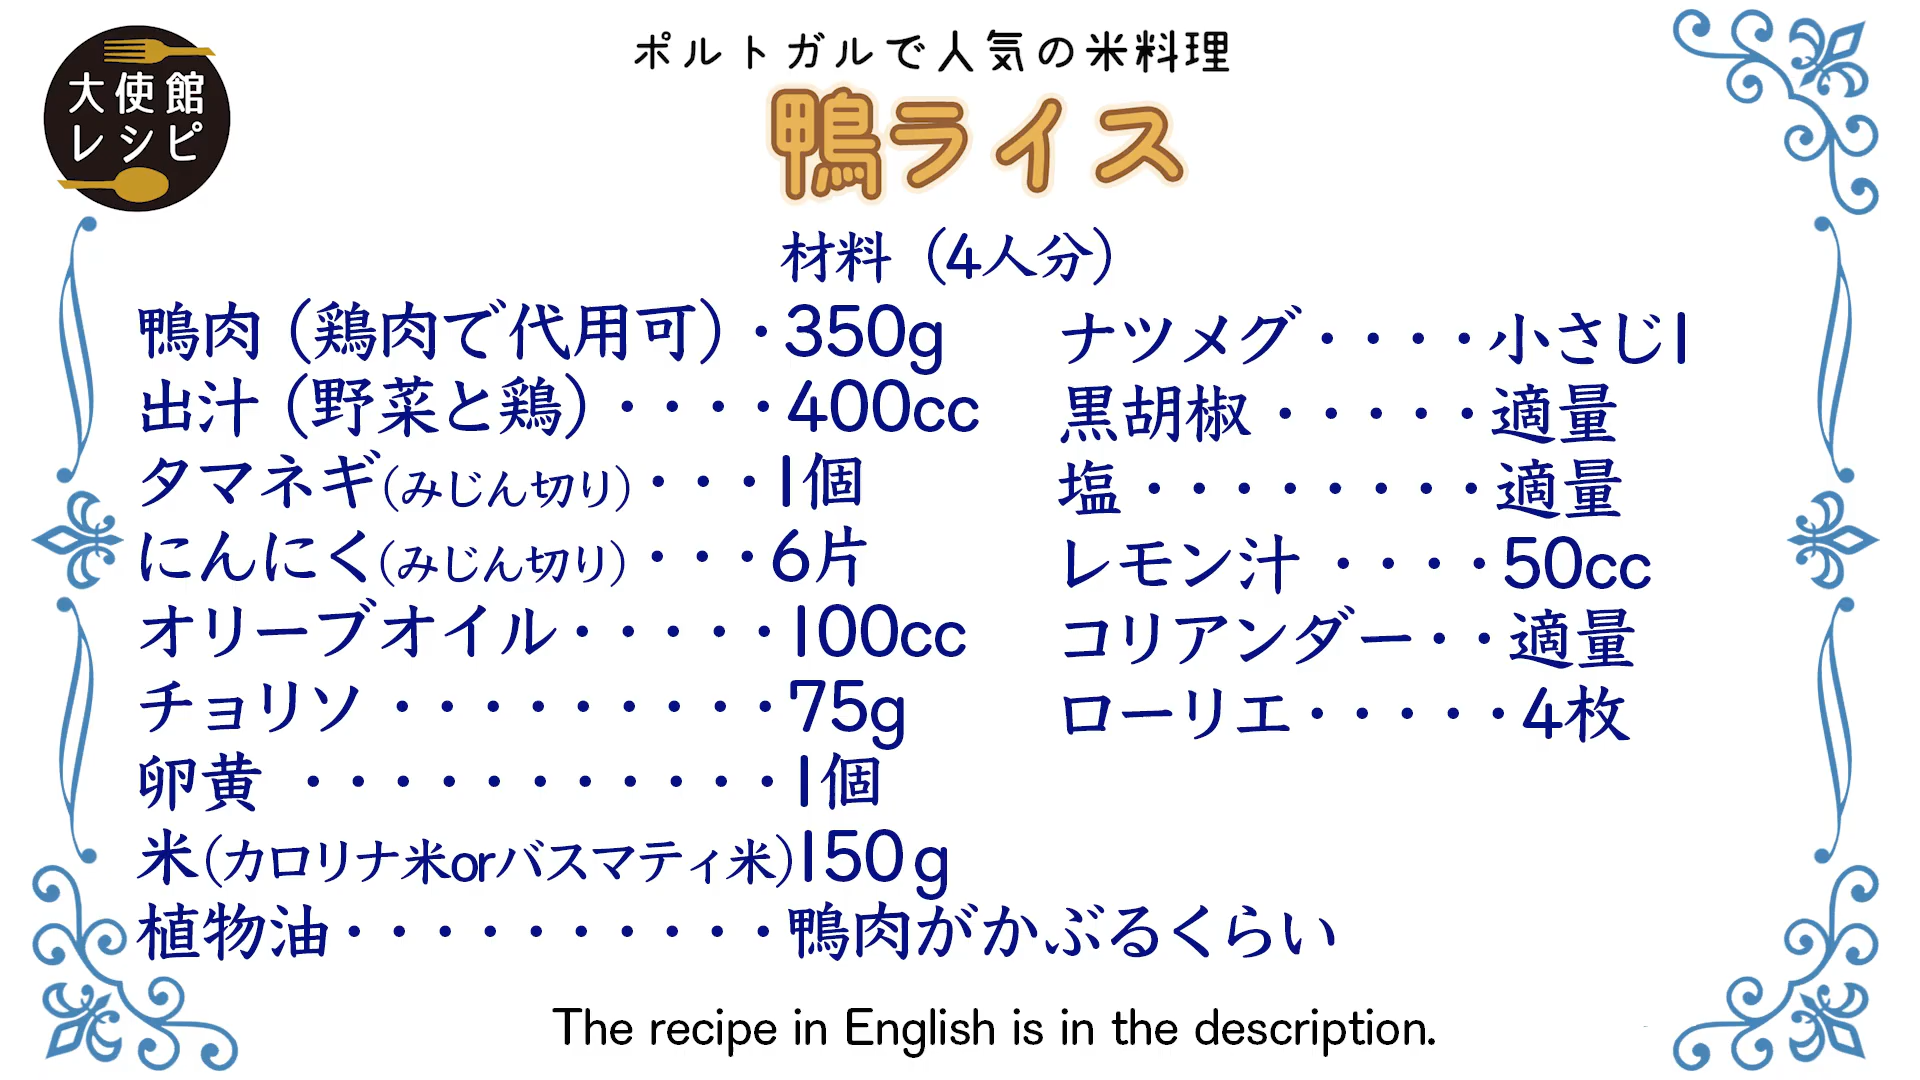 大使館
レシピ
ポルトガルで人気の米料理
鴨ライス
材料（4人分）
鴨肉（鶏肉で代用可）・350g
出汁（野菜と鶏）・・・・400cc
タマネギ（みじん切り）・・・1個
にんにく（みじん切り）・・・6片
オリーブオイル・・・・・100cc
チョリソ・・・・・・・・・75g
卵黄・・・・・・・・・・・1個
米（カロリナ米orバスマティ米）150g
植物油・・・・・・・・・・鴨肉がかぶるくらい
ナツメグ・・・・小さじ1
黒胡椒・・・・・適量
塩・・・・・・・・適量
レモン汁・・・・50cc
コリアンダー・・適量
ローリエ・・・・・4枚
The recipe in English is in the description.